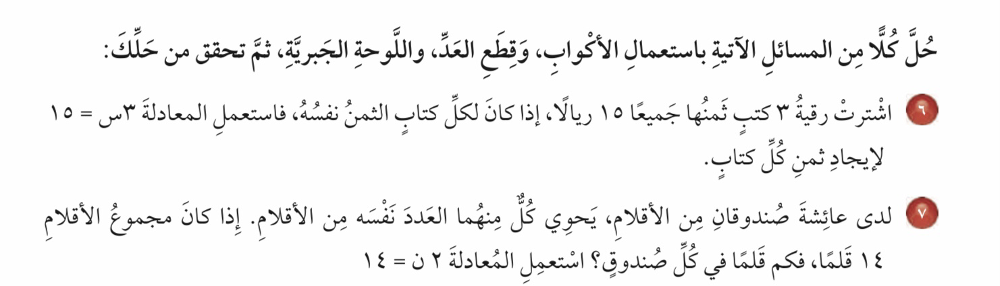 حُلَّ كُلًّا مِن المسائلِ الآتيةِ باستعمالِ الأكْوابِ، وَقِطَعِ العَدِّ، واللَّوحةِ الجَبريَّةِ، ثمَّ تحقق من حَلِّكَ:
٦ اشْترتْ رقيةُ ٣ كتبٍ ثَمنُها جَميعًا ١٥ ريالًا، إذا كانَ لكلِّ كتابٍ الثمنُ نفسُهُ، فاستعملِ المعادلةَ ٣س = ١٥
لإيجادِ ثمنِ كُلِّ كتابٍ.
٧ لدى عائِشةَ صُندوقانِ مِن الأقلامِ، يَحوِي كُلٌّ مِنهُما العَددَ نَفْسَه مِن الأقلامِ. إِذا كانَ مجموعُ الأقلامِ
١٤ قَلمًا، فكم قَلمًا في كُلِّ صُندوقٍ؟ اسْتعمِلِ المُعادلةَ ٢ ن = ١٤